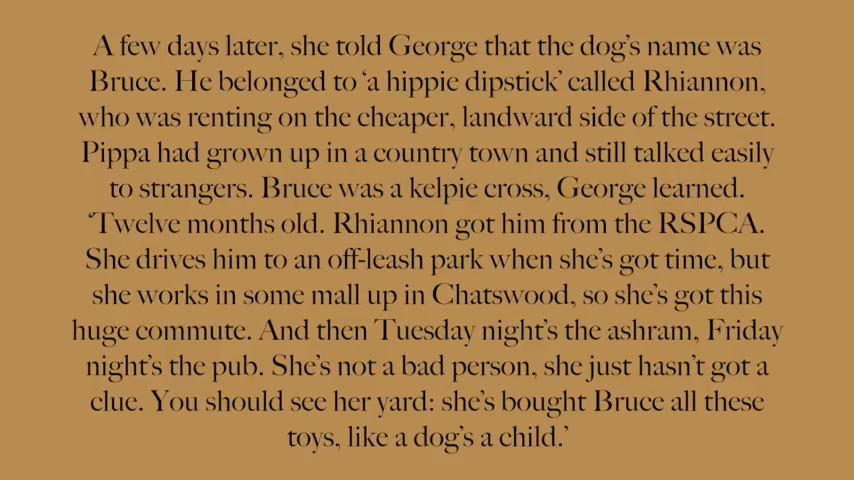 A few days later, she told George that the dog’s name was
Bruce. He belonged to ‘a hippie dipstick’ called Rhiannon,
who was renting on the cheaper, landward side of the street.
Pippa had grown up in a country town and still talked easily
to strangers. Bruce was a kelpie cross, George learned.
‘Twelve months old. Rhiannon got him from the RSPCA.
She drives him to an off-leash park when she’s got time, but
she works in some mall up in Chatswood, so she’s got this
huge commute. And then Tuesday night’s the ashram, Friday
night’s the pub. She’s not a bad person, she just hasn’t got a
clue. You should see her yard: she’s bought Bruce all these
toys, like a dog’s a child.’